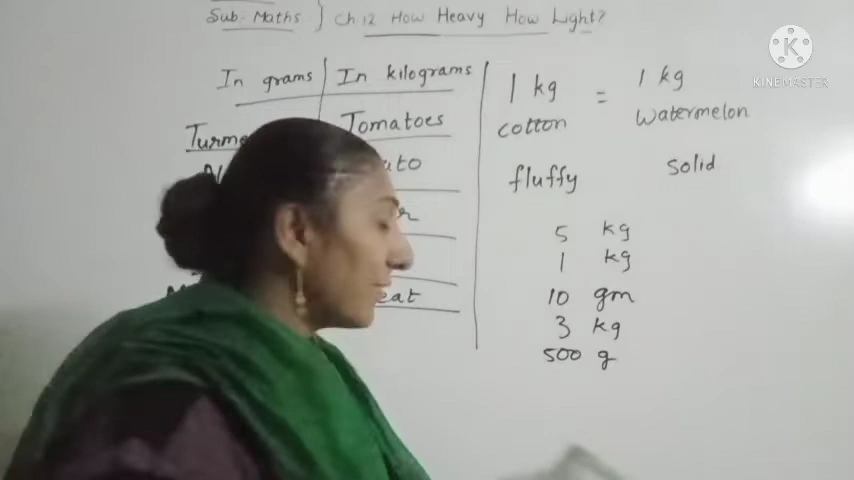 Sub- Maths } Ch 12 How Heavy How Light?
In grams In kilograms
Tomatoes
1 kg = 1 kg
cotton watermelon
fluffy solid
5 kg
1 kg
10 gm
3 kg
500 g
KINEMASTER